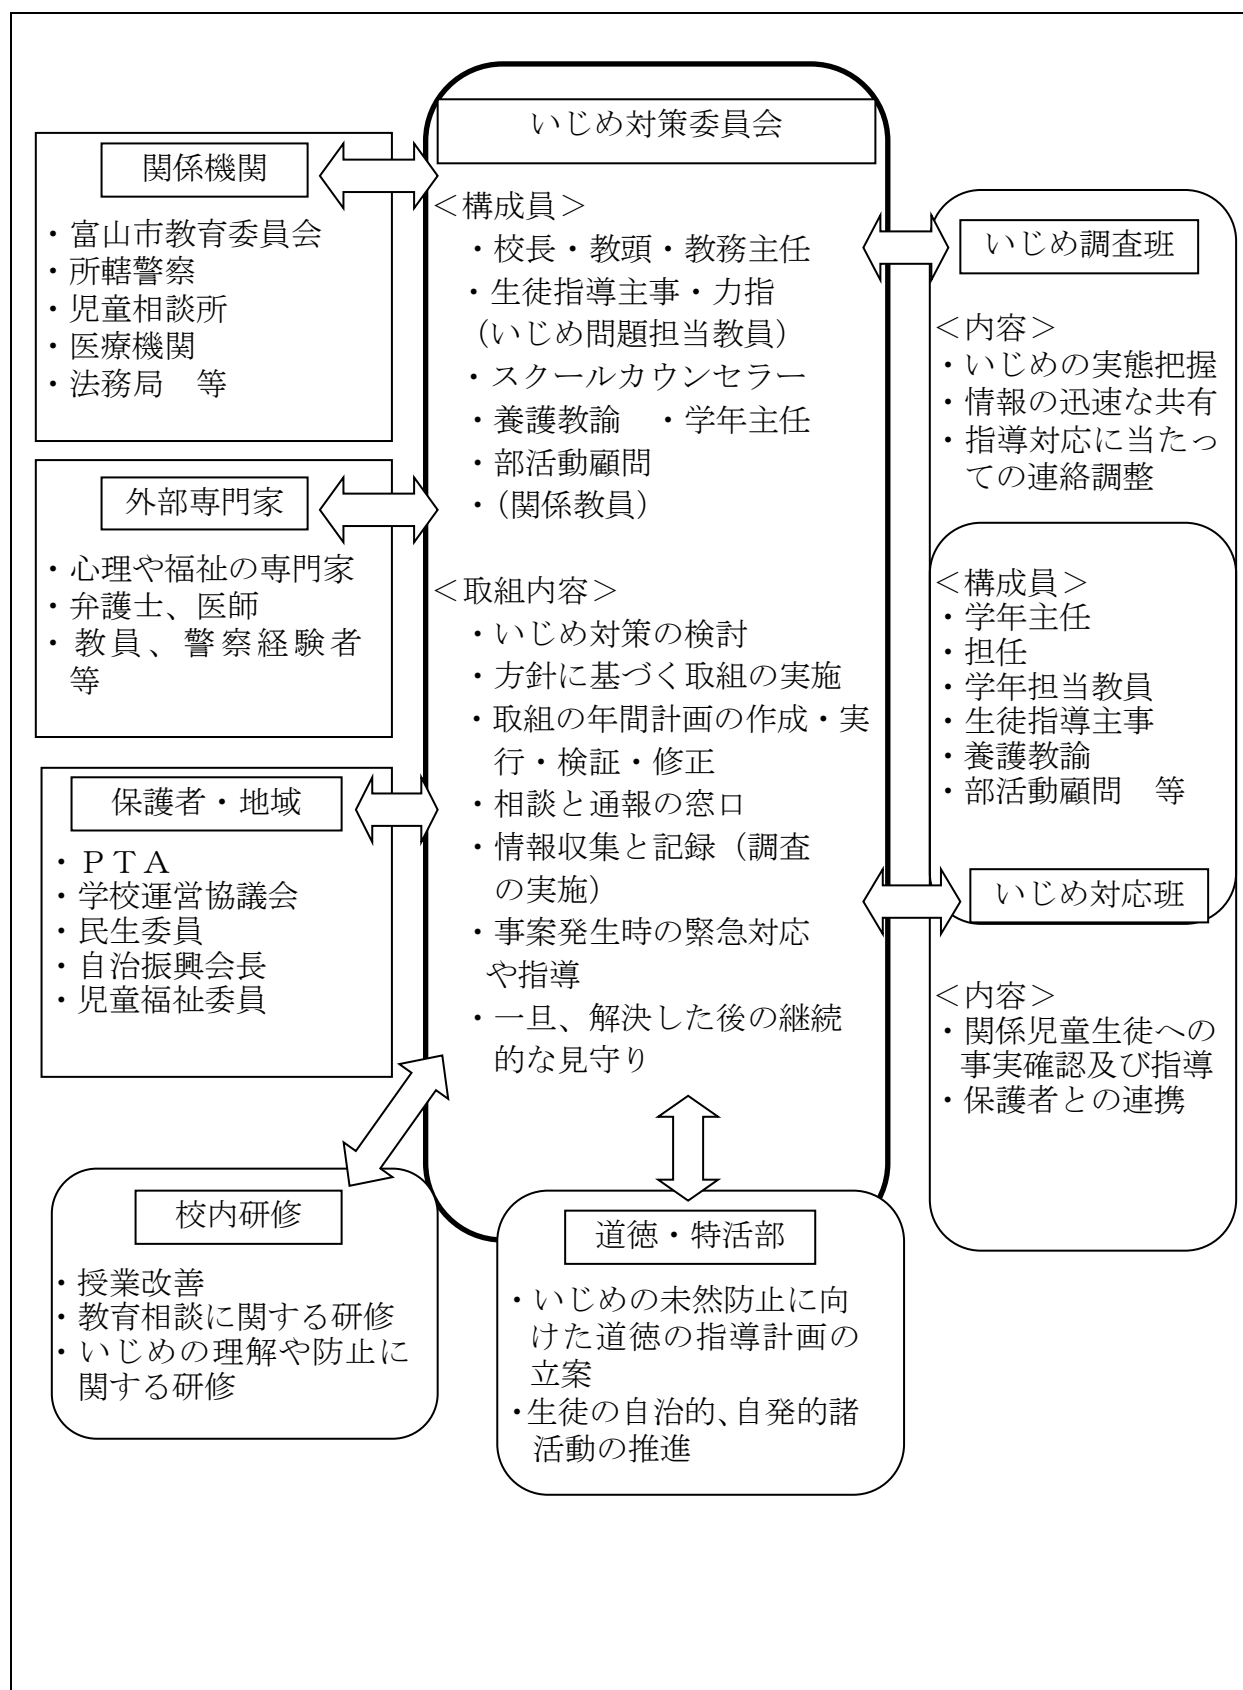 いじめ対策委員会
＜構成員＞
・校長・教頭・教務主任
・生徒指導主事・力指
（いじめ問題担当教員）
・スクールカウンセラー
・養護教諭　・学年主任
・部活動顧問
・（関係教員）
＜取組内容＞
・いじめ対策の検討
・方針に基づく取組の実施
・取組の年間計画の作成・実
行・検証・修正
・相談と通報の窓口
・情報収集と記録（調査
の実施）
・事案発生時の緊急対応
や指導
・一旦、解決した後の継続
的な見守り
関係機関
・富山市教育委員会
・所轄警察
・児童相談所
・医療機関
・法務局　等
外部専門家
・心理や福祉の専門家
・弁護士、医師
・教員、警察経験者
等
保護者・地域
・ＰＴＡ
・学校運営協議会
・民生委員
・自治振興会長
・児童福祉委員
校内研修
・授業改善
・教育相談に関する研修
・いじめの理解や防止に
関する研修
道徳・特活部
・いじめの未然防止に向
けた道徳の指導計画の
立案
・生徒の自治的、自発的諸
活動の推進
いじめ調査班
＜内容＞
・いじめの実態把握
・情報の迅速な共有
・指導対応に当たっ
ての連絡調整
＜構成員＞
・学年主任
・担任
・学年担当教員
・生徒指導主事
・養護教諭
・部活動顧問　等
いじめ対応班
＜内容＞
・関係児童生徒への
事実確認及び指導
・保護者との連携